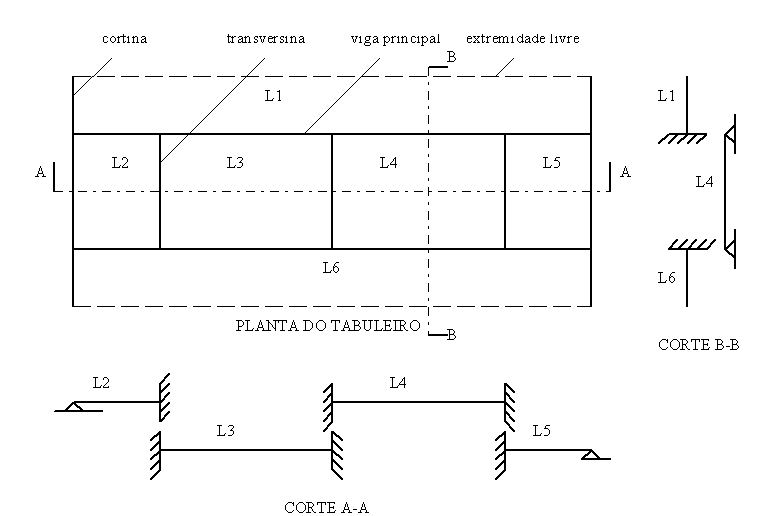 cortina transversina viga principal extremidade livre
B
L1 L1
L2 L3 L4 L5
A A
L4
L6 L6
PLANTA DO TABULEIRO B
CORTE B-B
L2 L4
L3 L5
CORTE A-A